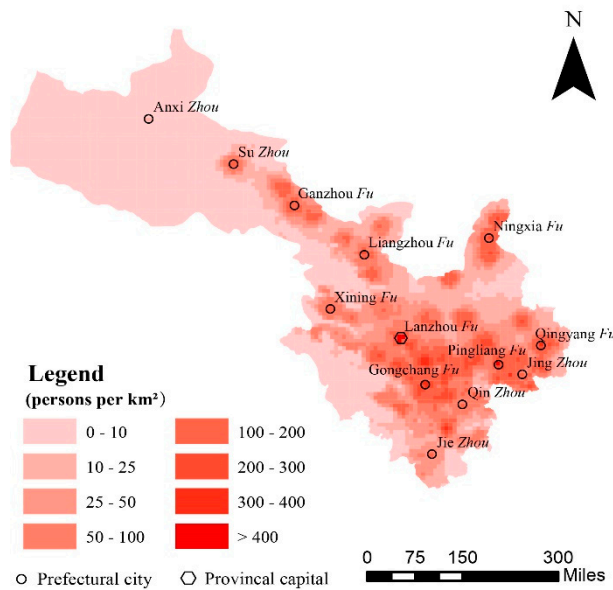 N
Anxi Zhou
Su Zhou
Ganzhou Fu
Ningxia Fu
Liangzhou Fu
Xining Fu
Lanzhou Fu
Qingyang Fu
Pingliang Fu
Jing Zhou
Gongchang Fu
Qin Zhou
Jie Zhou
Legend
(persons per km²)
0 - 10
10 - 25
25 - 50
50 - 100
100 - 200
200 - 300
300 - 400
> 400
Prefectural city
Provincal capital
0 75 150 300
Miles